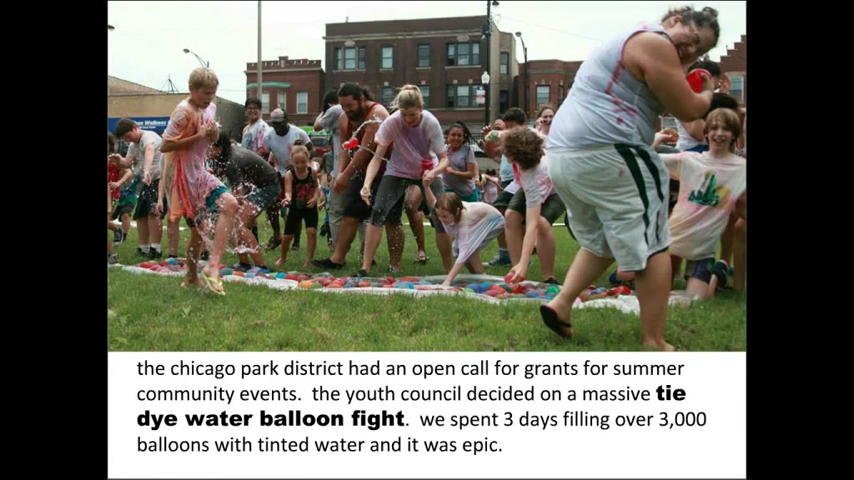 Wellness
the chicago park district had an open call for grants for summer
community events.  the youth council decided on a massive tie
dye water balloon fight.  we spent 3 days filling over 3,000
balloons with tinted water and it was epic.